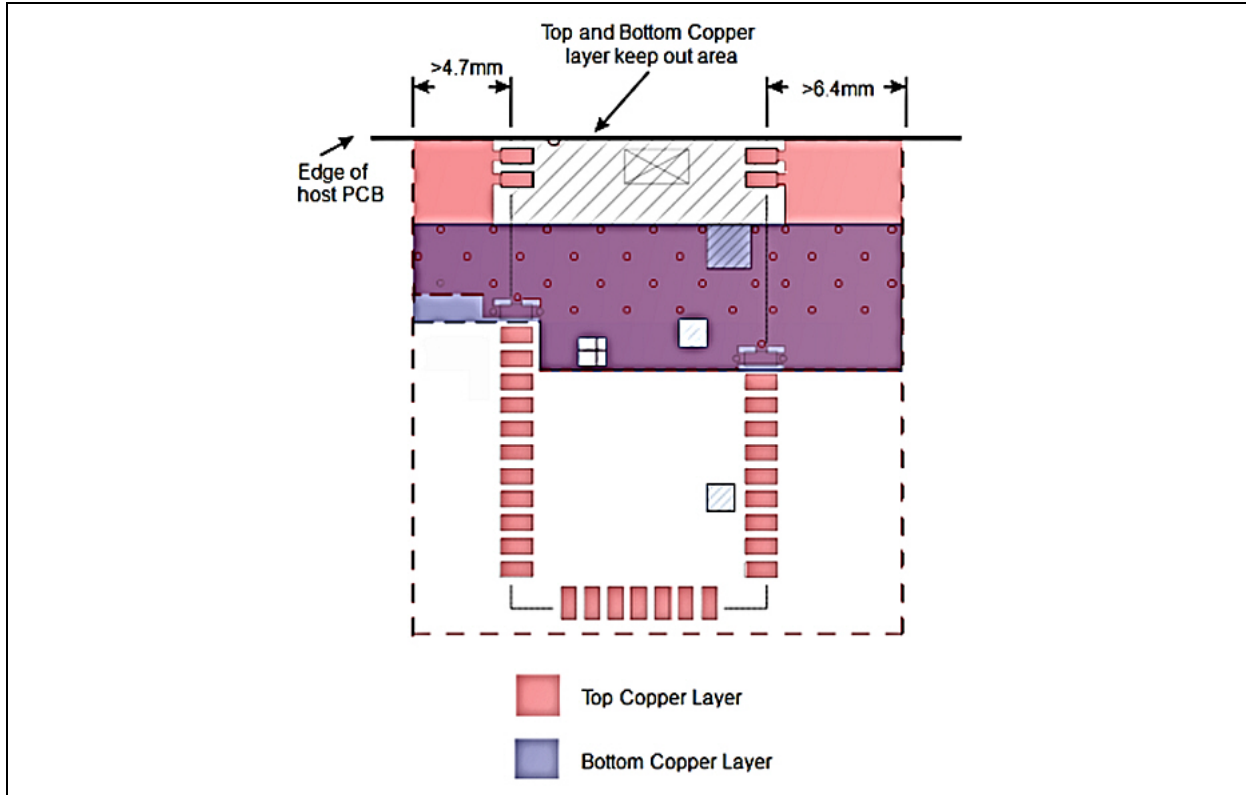 Top and Bottom Copper
layer keep out area
>4.7mm
>6.4mm
Edge of
host PCB
Top Copper Layer
Bottom Copper Layer